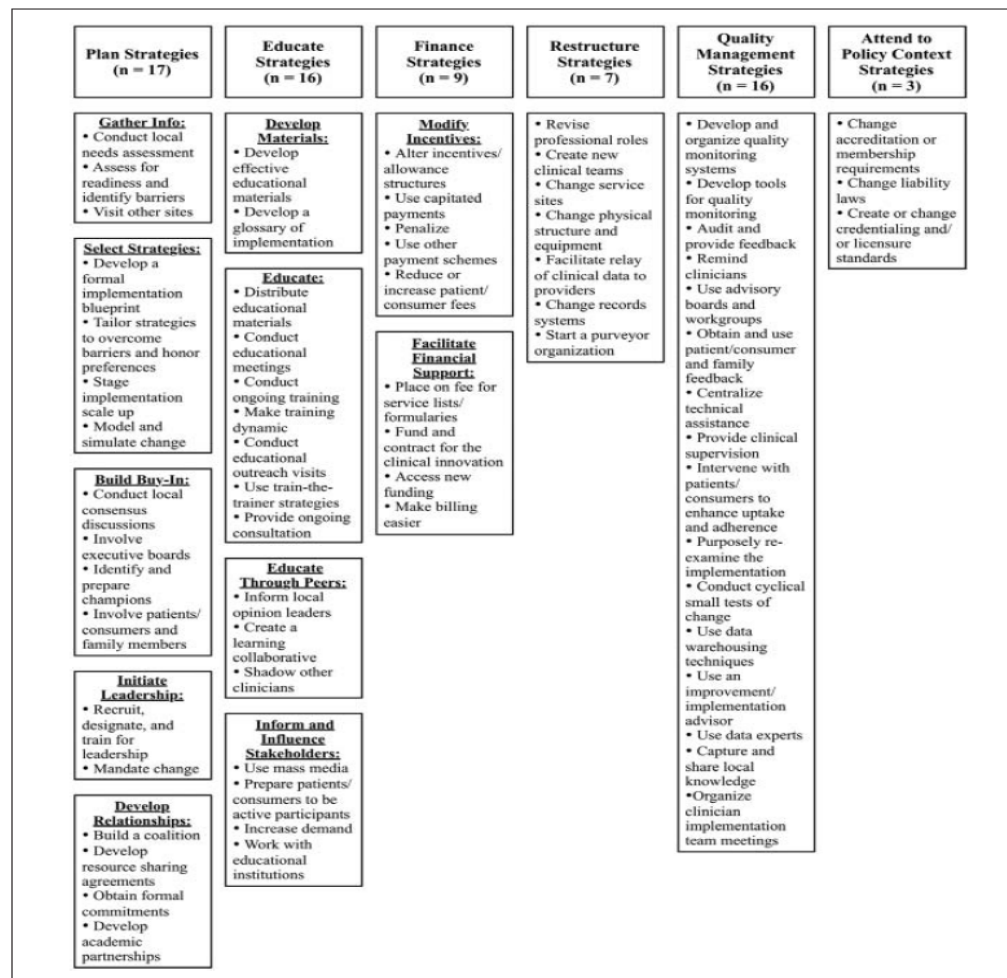 Plan Strategies
(n = 17)
Gather Info:
• Conduct local
needs assessment
• Assess for
readiness and
identify barriers
• Visit other sites
Select Strategies:
• Develop a
formal
implementation
blueprint
• Tailor strategies
to overcome
barriers and honor
preferences
• Stage
implementation
scale up
• Model and
simulate change
Build Buy-In:
• Conduct local
consensus
discussions
• Involve
executive boards
• Identify and
prepare
champions
• Involve patients/
consumers and
family members
Initiate
Leadership:
• Recruit,
designate, and
train for
leadership
• Mandate change
Develop
Relationships:
• Build a coalition
• Develop
resource sharing
agreements
• Obtain formal
commitments
• Develop
academic
partnerships
Educate
Strategies
(n = 16)
Develop
Materials:
• Develop
effective
educational
materials
• Develop a
glossary of
implementation
Educate:
• Distribute
educational
materials
• Conduct
educational
meetings
• Conduct
ongoing training
• Make training
dynamic
• Conduct
educational
outreach visits
• Use train-the-
trainer strategies
• Provide ongoing
consultation
Educate
Through Peers:
• Inform local
opinion leaders
• Create a
learning
collaborative
• Shadow other
clinicians
Inform and
Influence
Stakeholders:
• Use mass media
• Prepare patients/
consumers to be
active participants
• Increase demand
• Work with
educational
institutions
Finance
Strategies
(n = 9)
Modify
Incentives:
• Alter incentives/
allowance
structures
• Use capitated
payments
• Penalize
• Use other
payment schemes
• Reduce or
increase patient/
consumer fees
Facilitate
Financial
Support:
• Place on fee for
service lists/
formularies
• Fund and
contract for the
clinical innovation
• Access new
funding
• Make billing
easier
Restructure
Strategies
(n = 7)
• Revise
professional roles
• Create new
clinical teams
• Change service
sites
• Change physical
structure and
equipment
• Facilitate relay
of clinical data to
providers
• Change records
systems
• Start a purveyor
organization
Quality
Management
Strategies
(n = 16)
• Develop and
organize quality
monitoring
systems
• Develop tools
for quality
monitoring
• Audit and
provide feedback
• Remind
clinicians
• Use advisory
boards and
workgroups
• Obtain and use
patient/consumer
and family
feedback
• Centralize
technical
assistance
• Provide clinical
supervision
• Intervene with
patients/
consumers to
enhance uptake
and adherence
• Purposely re-
examine the
implementation
• Conduct cyclical
small tests of
change
• Use data
warehousing
techniques
• Use an
improvement/
implementation
advisor
• Use data experts
• Capture and
share local
knowledge
•Organize
clinician
implementation
team meetings
Attend to
Policy Context
Strategies
(n = 3)
• Change
accreditation or
membership
requirements
• Change liability
laws
• Create or change
credentialing and/
or licensure
standards